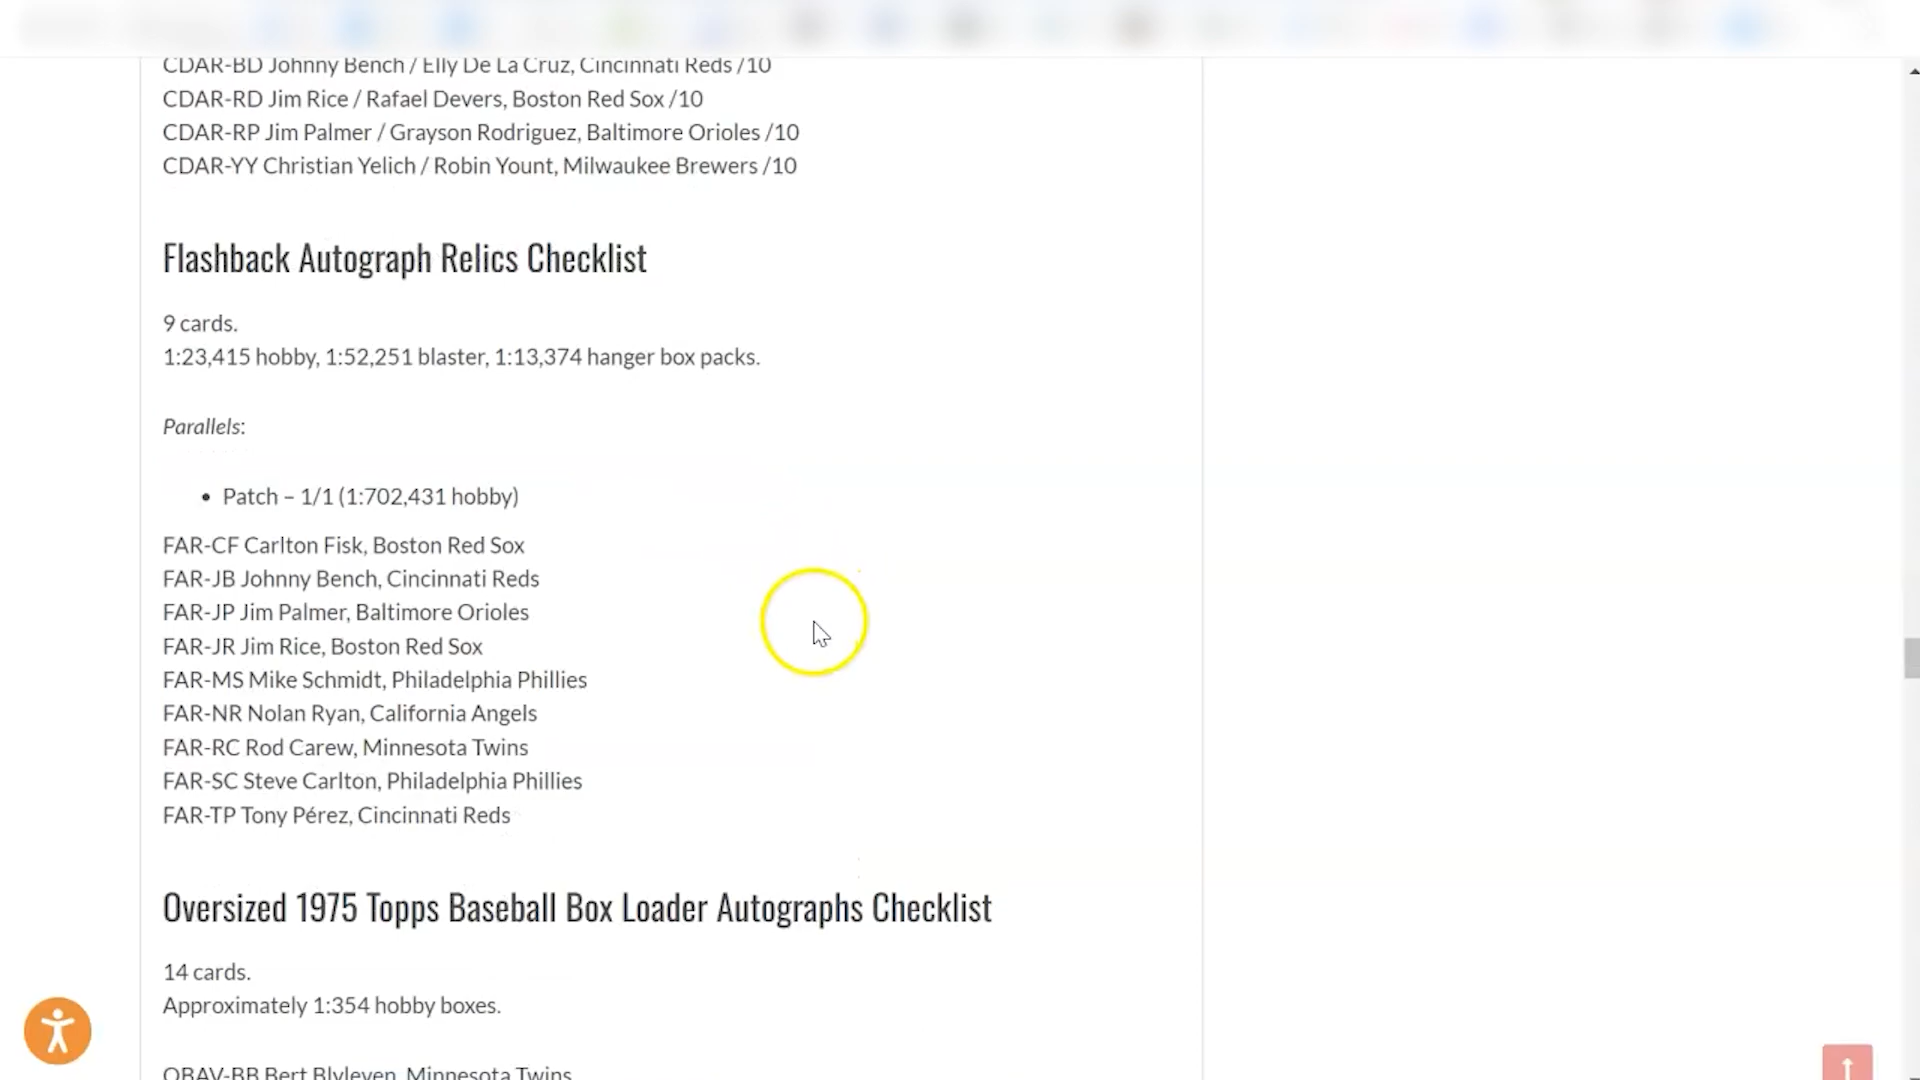 CDAR-BD Johnny Bench / Elly De La Cruz, Cincinnati Reds /10
CDAR-RD Jim Rice / Rafael Devers, Boston Red Sox /10
CDAR-RP Jim Palmer / Grayson Rodriguez, Baltimore Orioles /10
CDAR-YY Christian Yelich / Robin Yount, Milwaukee Brewers /10
Flashback Autograph Relics Checklist
9 cards.
1:23,415 hobby, 1:52,251 blaster, 1:13,374 hanger box packs.
Parallels:
• Patch – 1/1 (1:702,431 hobby)
FAR-CF Carlton Fisk, Boston Red Sox
FAR-JB Johnny Bench, Cincinnati Reds
FAR-JP Jim Palmer, Baltimore Orioles
FAR-JR Jim Rice, Boston Red Sox
FAR-MS Mike Schmidt, Philadelphia Phillies
FAR-NR Nolan Ryan, California Angels
FAR-RC Rod Carew, Minnesota Twins
FAR-SC Steve Carlton, Philadelphia Phillies
FAR-TP Tony Pérez, Cincinnati Reds
Oversized 1975 Topps Baseball Box Loader Autographs Checklist
14 cards.
Approximately 1:354 hobby boxes.
OBAV-BB Bert Blyleven, Minnesota Twins